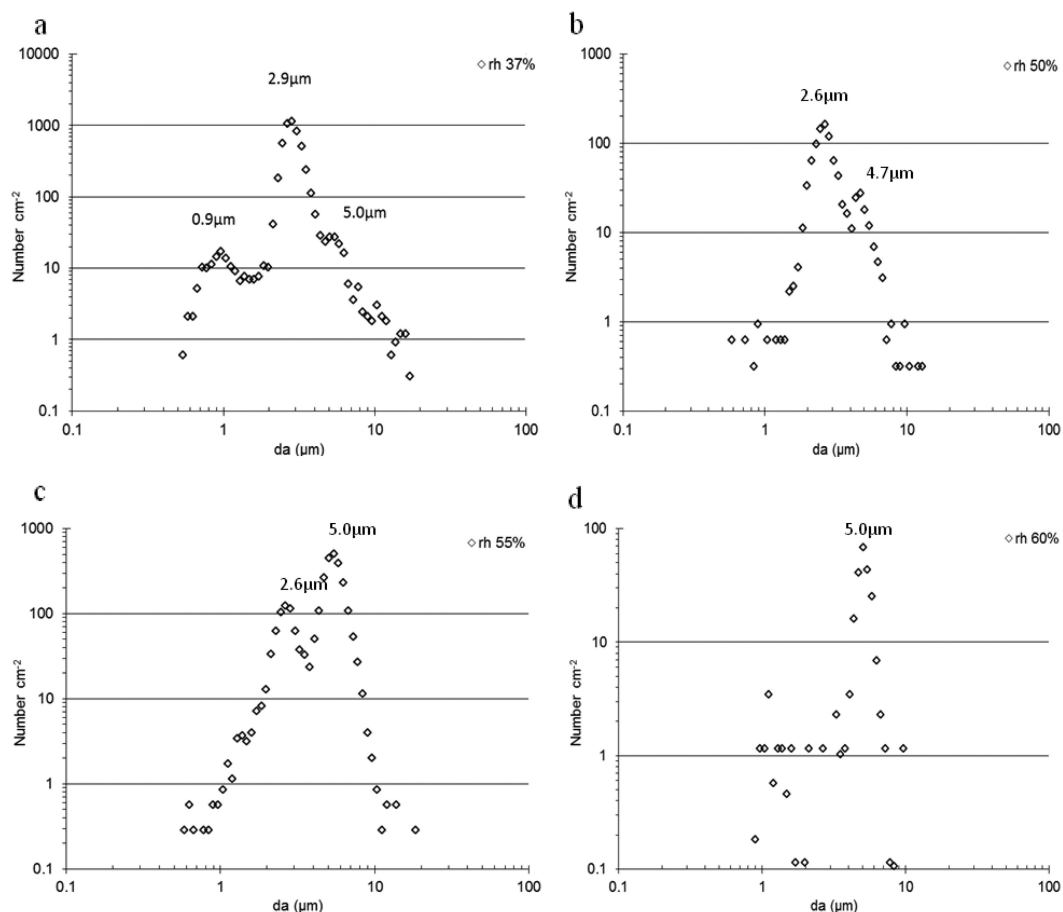 a
10000
1000
100
10
1
0.1
Number cm⁻²
0.1 1 10 100
da (µm)
rh 37%
0.9µm
2.9µm
5.0µm
b
1000
100
10
1
0.1
Number cm⁻²
0.1 1 10 100
da (µm)
rh 50%
2.6µm
4.7µm
c
1000
100
10
1
0.1
Number cm⁻²
0.1 1 10 100
da (µm)
rh 55%
2.6µm
5.0µm
d
100
10
1
0.1
Number cm⁻²
0.1 1 10 100
da (µm)
rh 60%
5.0µm